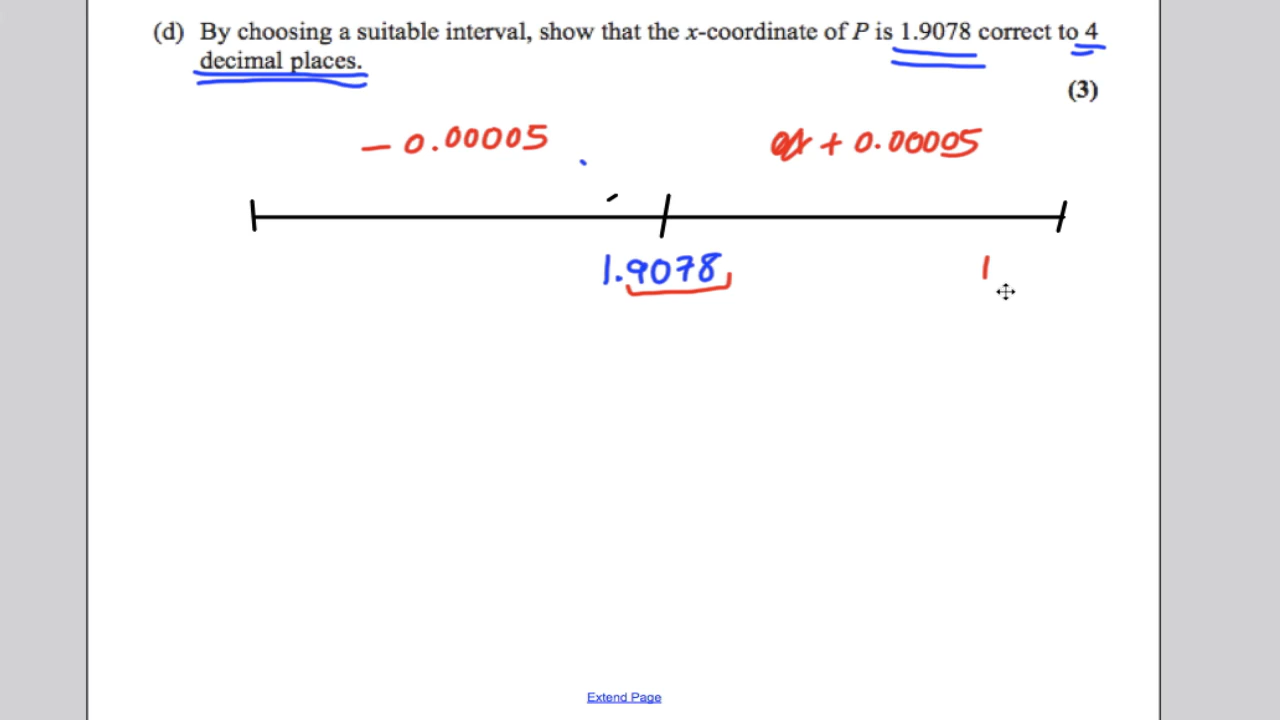 (d) By choosing a suitable interval, show that the x-coordinate of P is 1.9078 correct to 4
decimal places.
(3)
- 0.00005
+ 0.00005
1.9078
1
Extend Page